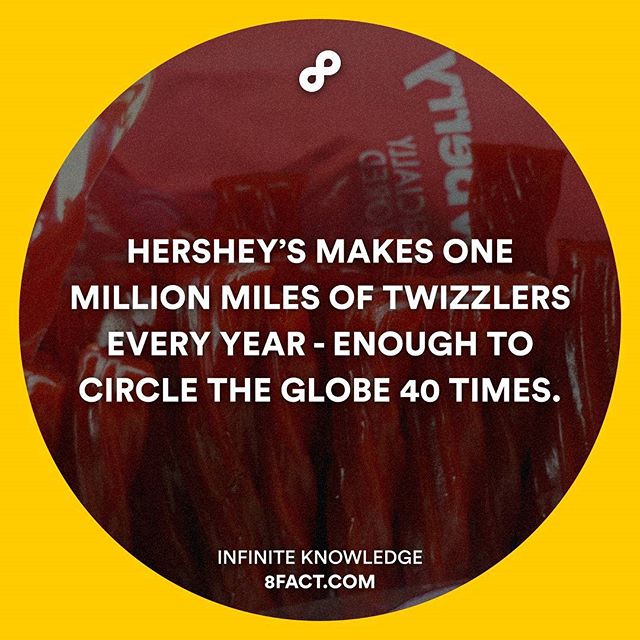 HERSHEY'S MAKES ONE
MILLION MILES OF TWIZZLERS
EVERY YEAR - ENOUGH TO
CIRCLE THE GLOBE 40 TIMES.
INFINITE KNOWLEDGE
8FACT.COM